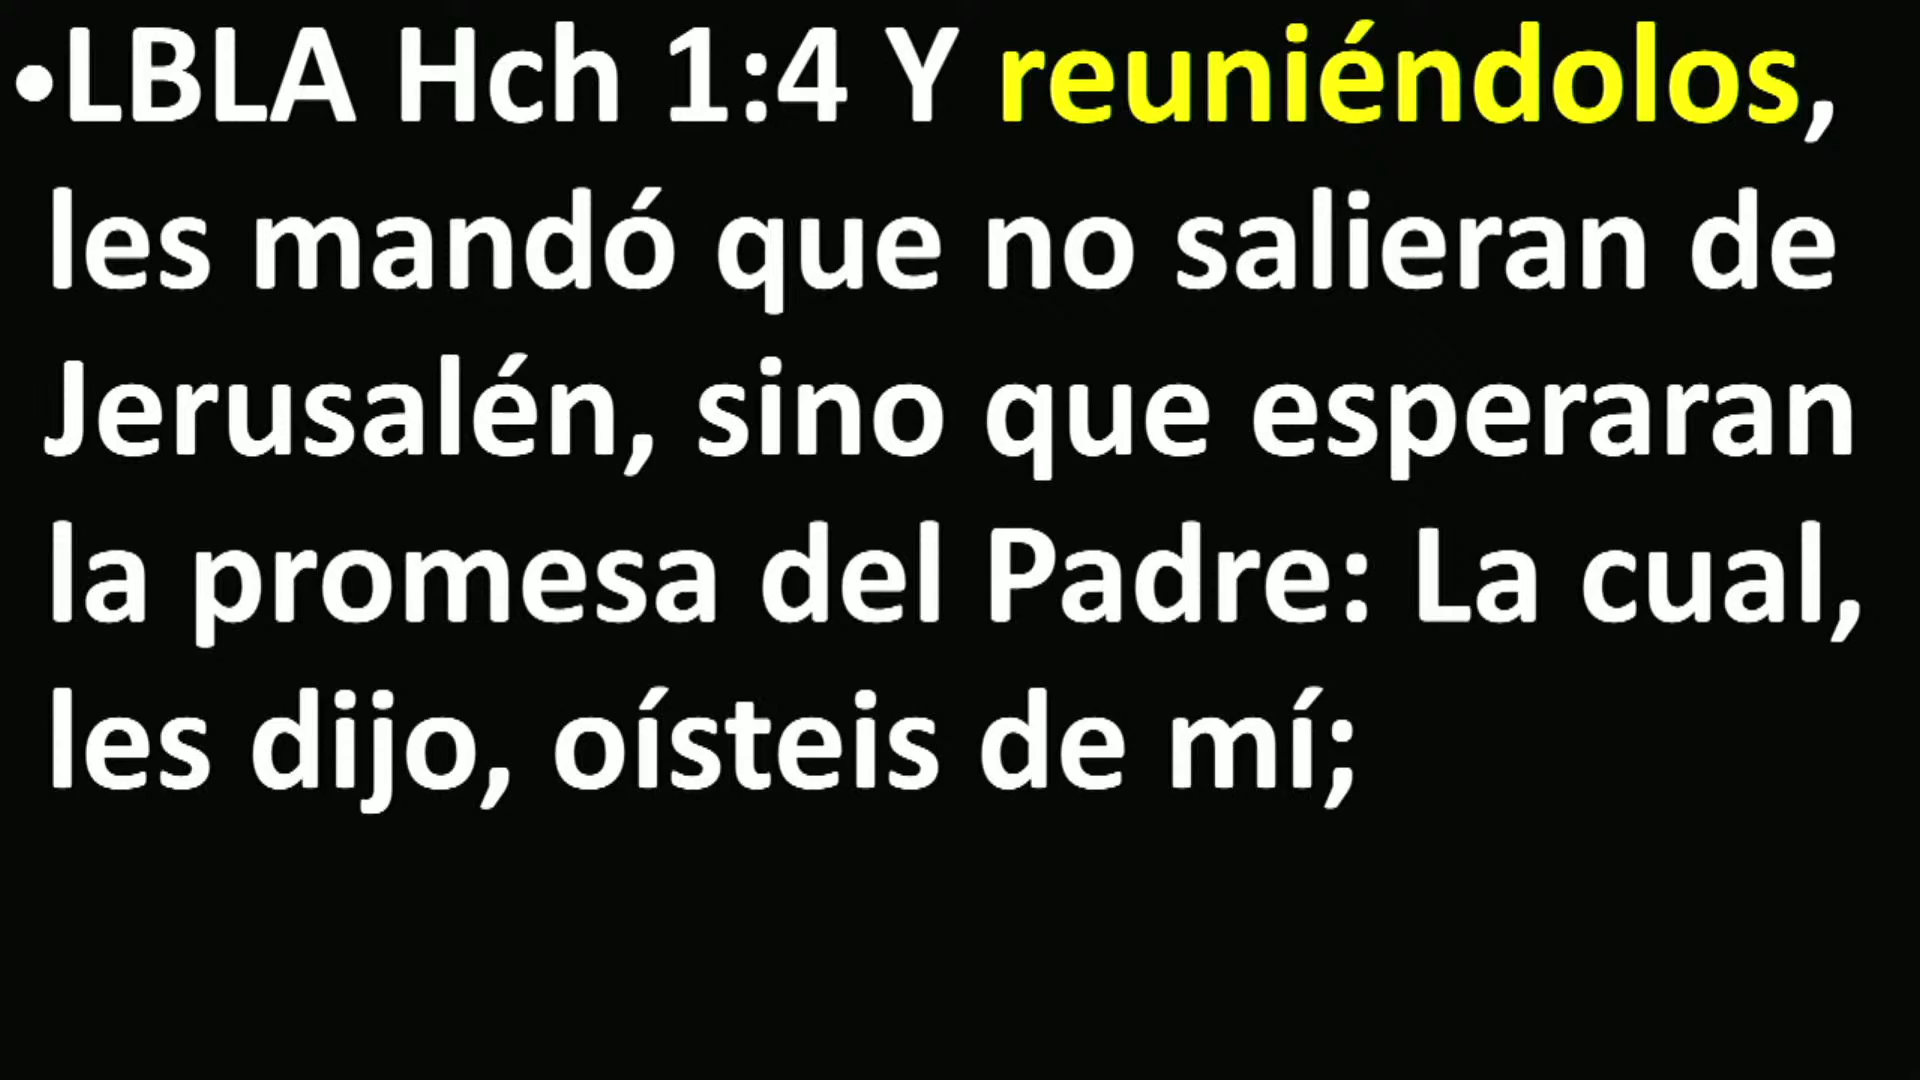 •LBLA Hch 1:4 Y reuniéndolos,
les mandó que no salieran de
Jerusalén, sino que esperaran
la promesa del Padre: La cual,
les dijo, oísteis de mí;